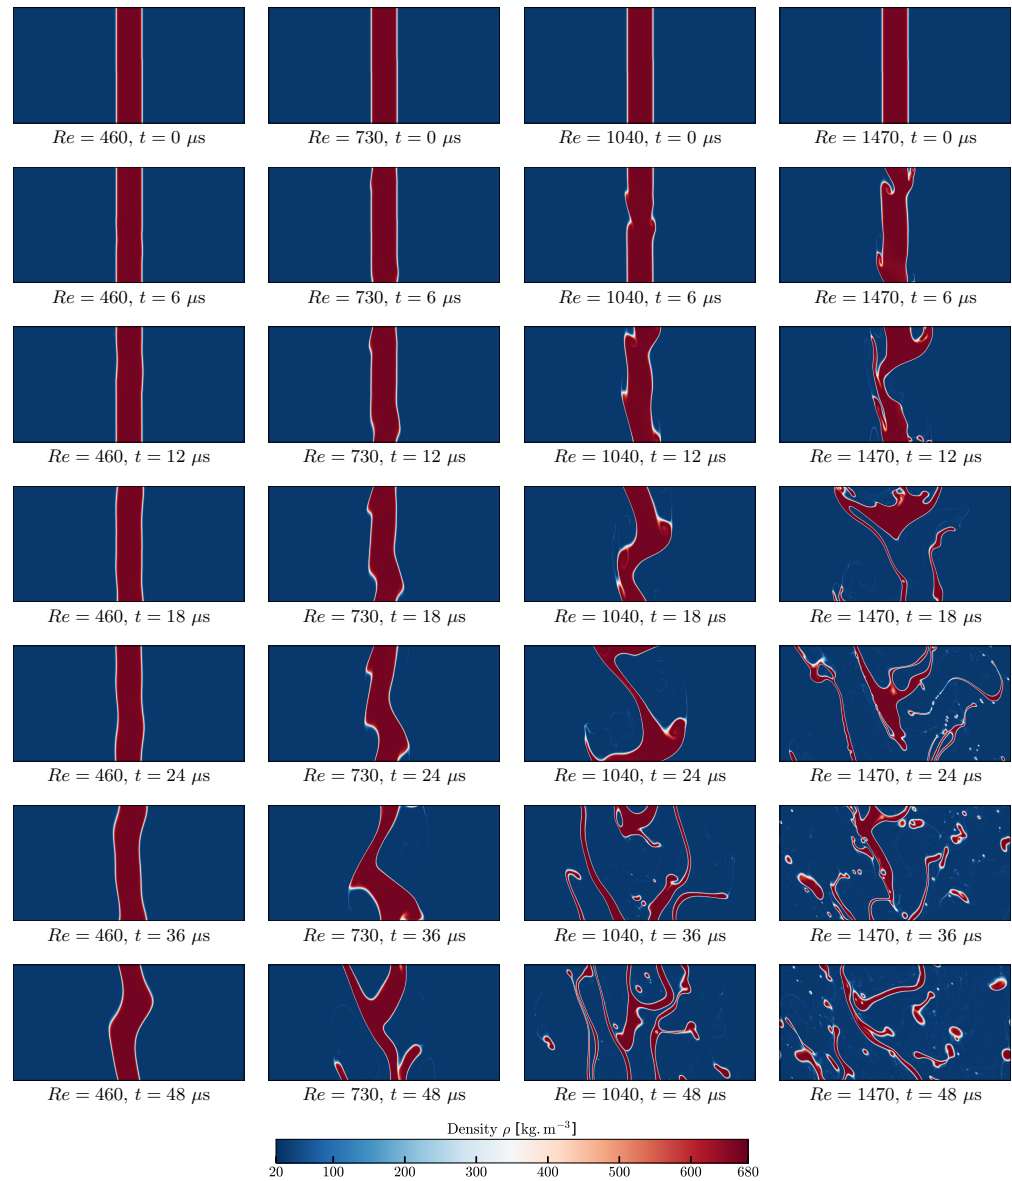 Re = 460, t = 0 μs Re = 730, t = 0 μs Re = 1040, t = 0 μs Re = 1470, t = 0 μs
Re = 460, t = 6 μs Re = 730, t = 6 μs Re = 1040, t = 6 μs Re = 1470, t = 6 μs
Re = 460, t = 12 μs Re = 730, t = 12 μs Re = 1040, t = 12 μs Re = 1470, t = 12 μs
Re = 460, t = 18 μs Re = 730, t = 18 μs Re = 1040, t = 18 μs Re = 1470, t = 18 μs
Re = 460, t = 24 μs Re = 730, t = 24 μs Re = 1040, t = 24 μs Re = 1470, t = 24 μs
Re = 460, t = 36 μs Re = 730, t = 36 μs Re = 1040, t = 36 μs Re = 1470, t = 36 μs
Re = 460, t = 48 μs Re = 730, t = 48 μs Re = 1040, t = 48 μs Re = 1470, t = 48 μs
Density ρ [kg.m⁻³]
20 100 200 300 400 500 600 680